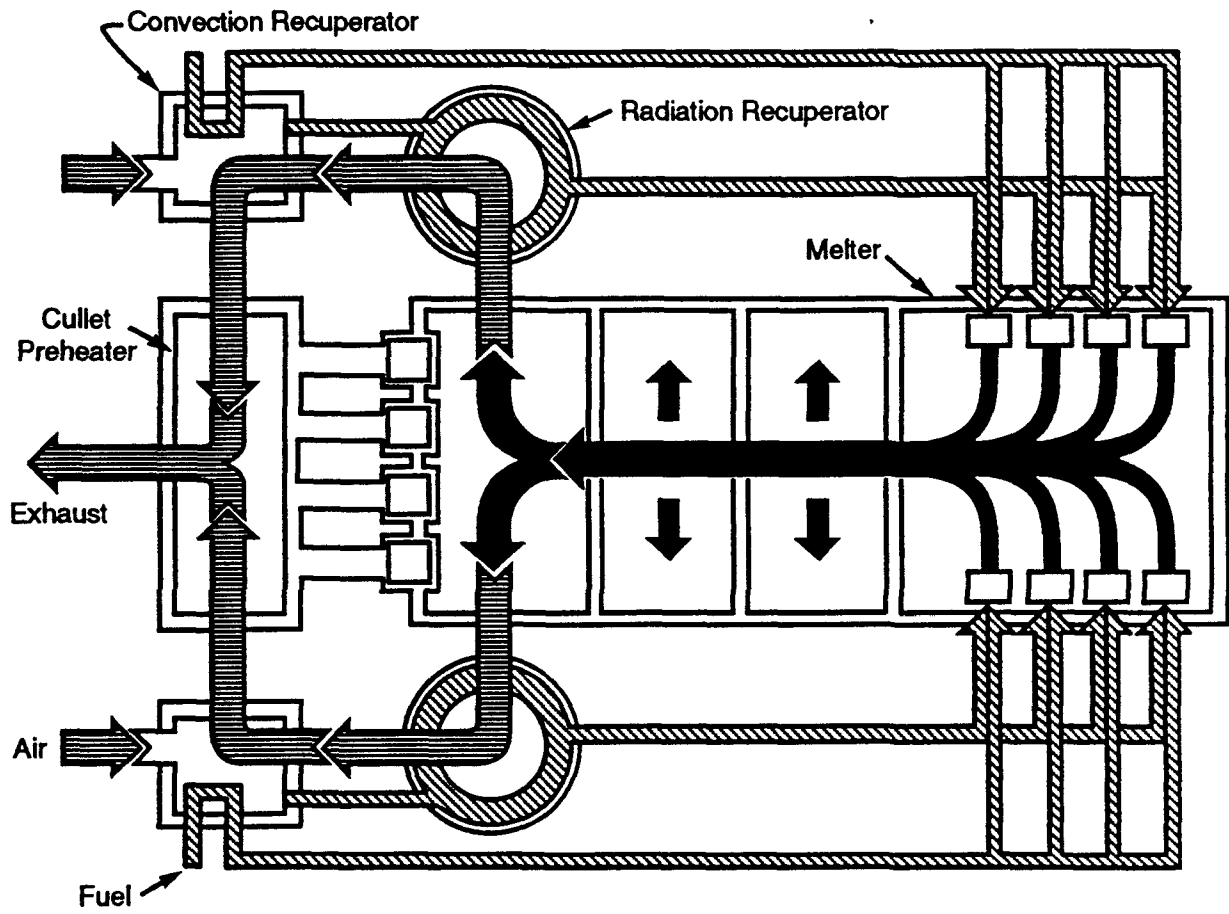 Convection Recuperator
Radiation Recuperator
Melter
Cullet
Preheater
Exhaust
Air
Fuel